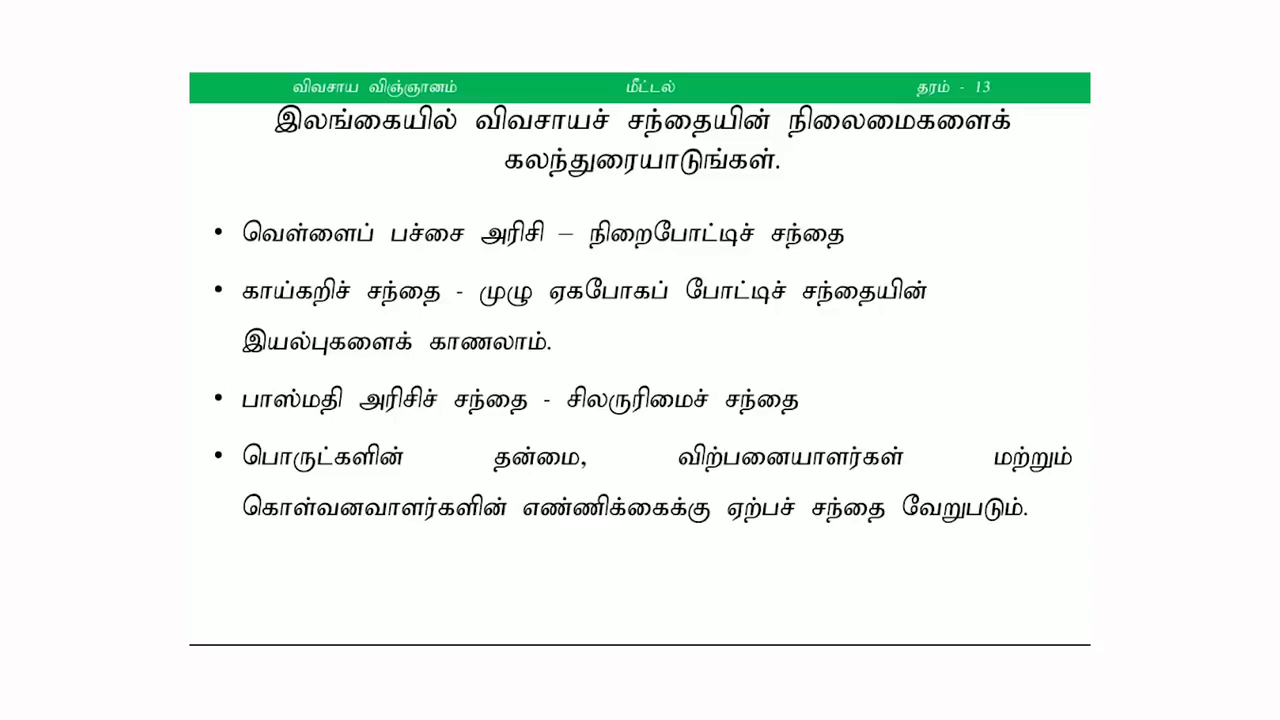 விவசாய விஞ்ஞானம் மீட்டல் தரம் - 13
இலங்கையில் விவசாயச் சந்தையின் நிலைமைகளைக்
கலந்துரையாடுங்கள்.
• வெள்ளைப் பச்சை அரிசி – நிறைபோட்டிச் சந்தை
• காய்கறிச் சந்தை - முழு ஏகபோகப் போட்டிச் சந்தையின்
இயல்புகளைக் காணலாம்.
• பாஸ்மதி அரிசிச் சந்தை - சிலருரிமைச் சந்தை
• பொருட்களின் தன்மை, விற்பனையாளர்கள் மற்றும்
கொள்வனவாளர்களின் எண்ணிக்கைக்கு ஏற்பச் சந்தை வேறுபடும்.